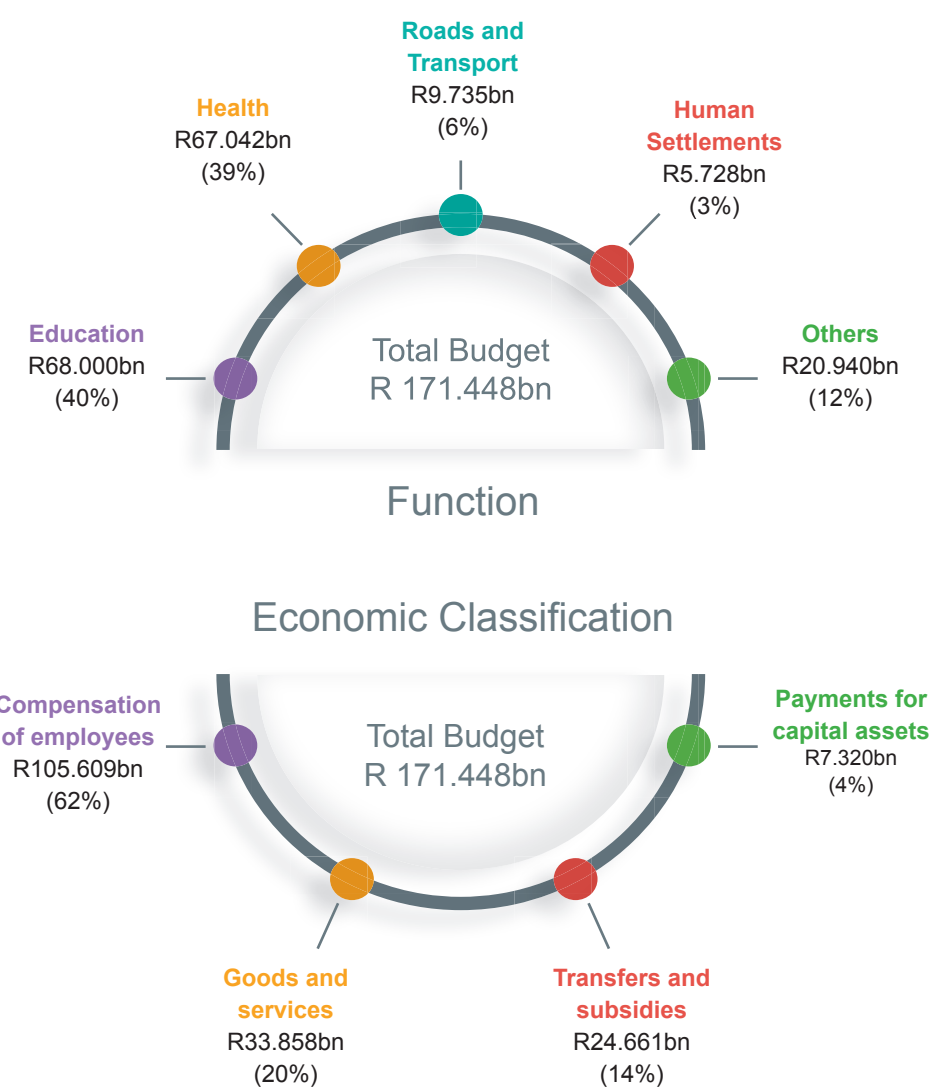 Roads and
Transport
R9.735bn
(6%)
Health
R67.042bn
(39%)
Human
Settlements
R5.728bn
(3%)
Education
R68.000bn
(40%)
Total Budget
R 171.448bn
Others
R20.940bn
(12%)
Function
Economic Classification
Compensation
of employees
R105.609bn
(62%)
Total Budget
R 171.448bn
Payments for
capital assets
R7.320bn
(4%)
Goods and
services
R33.858bn
(20%)
Transfers and
subsidies
R24.661bn
(14%)